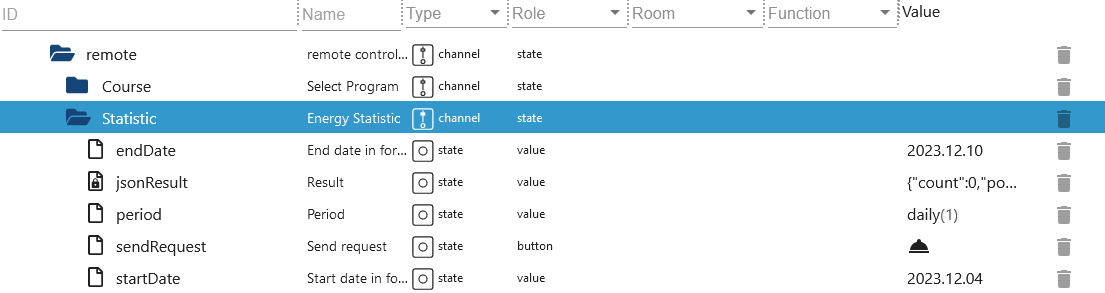 ID Name Type Role Room Function Value
remote remote control... channel state
Course Select Program channel state
Statistic Energy Statistic channel state
endDate End date in for... state value 2023.12.10
jsonResult Result state value {"count":0,"po...
period Period state value daily(1)
sendRequest Send request state button
startDate Start date in fo... state value 2023.12.04